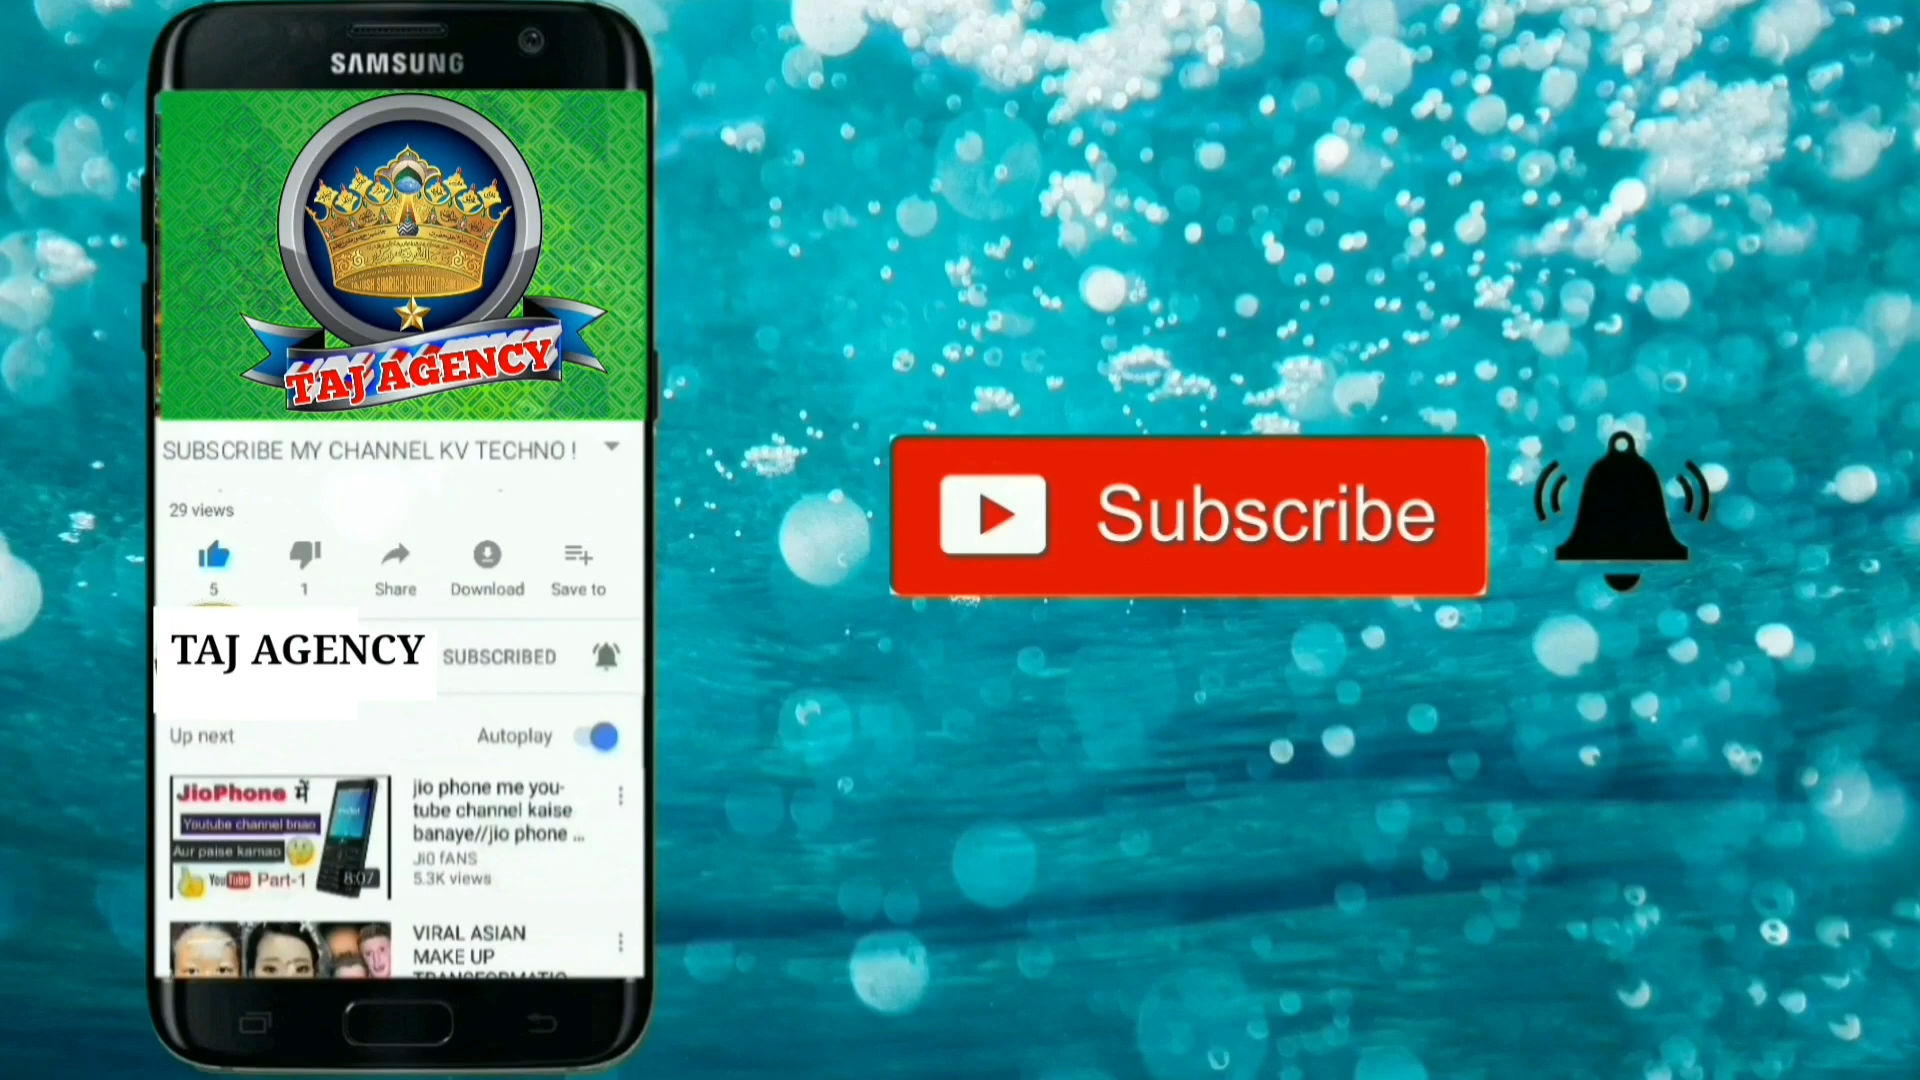 SAMSUNG
TAJ AGENCY
SUBSCRIBE MY CHANNEL KV TECHNO !
29 views
5
1
Share
Download
Save to
TAJ AGENCY
SUBSCRIBED
Up next
Autoplay
JioPhone में
Youtube channel bnao
Aur paise kamao
YouTube Part-1
8:07
jio phone me you-
tube channel kaise
banaye//jio phone ...
Ji0 fANS
5.3K views
VIRAL ASIAN
MAKE UP
Subscribe